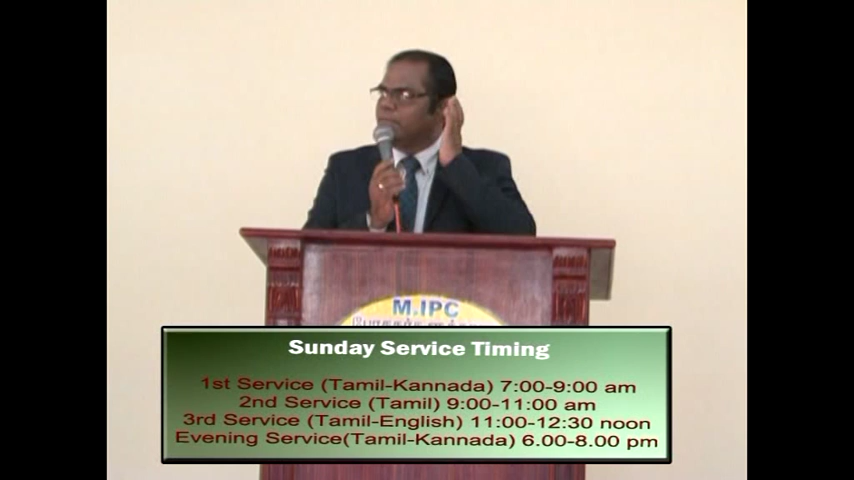 M.IPC
Sunday Service Timing
1st Service (Tamil-Kannada) 7:00-9:00 am
2nd Service (Tamil) 9:00-11:00 am
3rd Service (Tamil-English) 11:00-12:30 noon
Evening Service(Tamil-Kannada) 6.00-8.00 pm